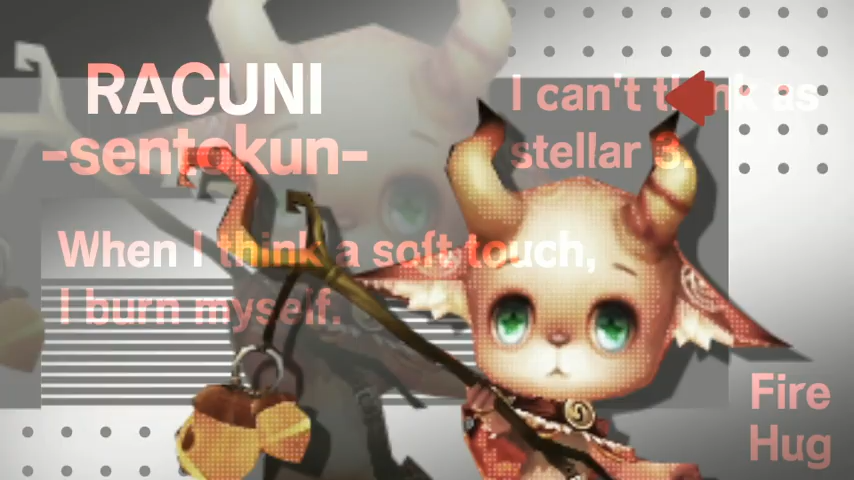 RACUNI
-sentokun-
I can't think as
stellar 3.
When I think a soft touch,
I burn myself.
Fire
Hug